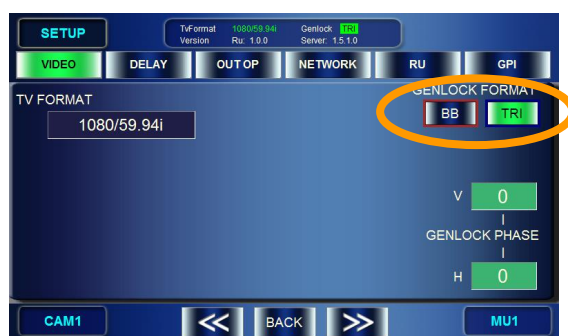 SETUP
TvFormat 1080/59.94i Genlock TRI
Version Ru: 1.0.0 Server: 1.5.1.0
VIDEO DELAY OUT OP NETWORK RU GPI
TV FORMAT GENLOCK FORMAT
1080/59.94i BB TRI
V 0
GENLOCK PHASE
H 0
CAM1 << BACK >> MU1